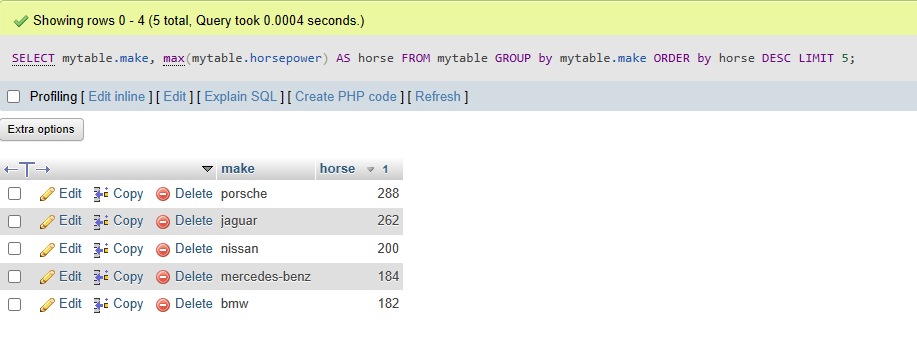 Showing rows 0 - 4 (5 total, Query took 0.0004 seconds.)
SELECT mytable.make, max(mytable.horsepower) AS horse FROM mytable GROUP by mytable.make ORDER by horse DESC LIMIT 5;
Profiling [ Edit inline ] [ Edit ] [ Explain SQL ] [ Create PHP code ] [ Refresh ]
Extra options
make horse 1
Edit Copy Delete porsche 288
Edit Copy Delete jaguar 262
Edit Copy Delete nissan 200
Edit Copy Delete mercedes-benz 184
Edit Copy Delete bmw 182